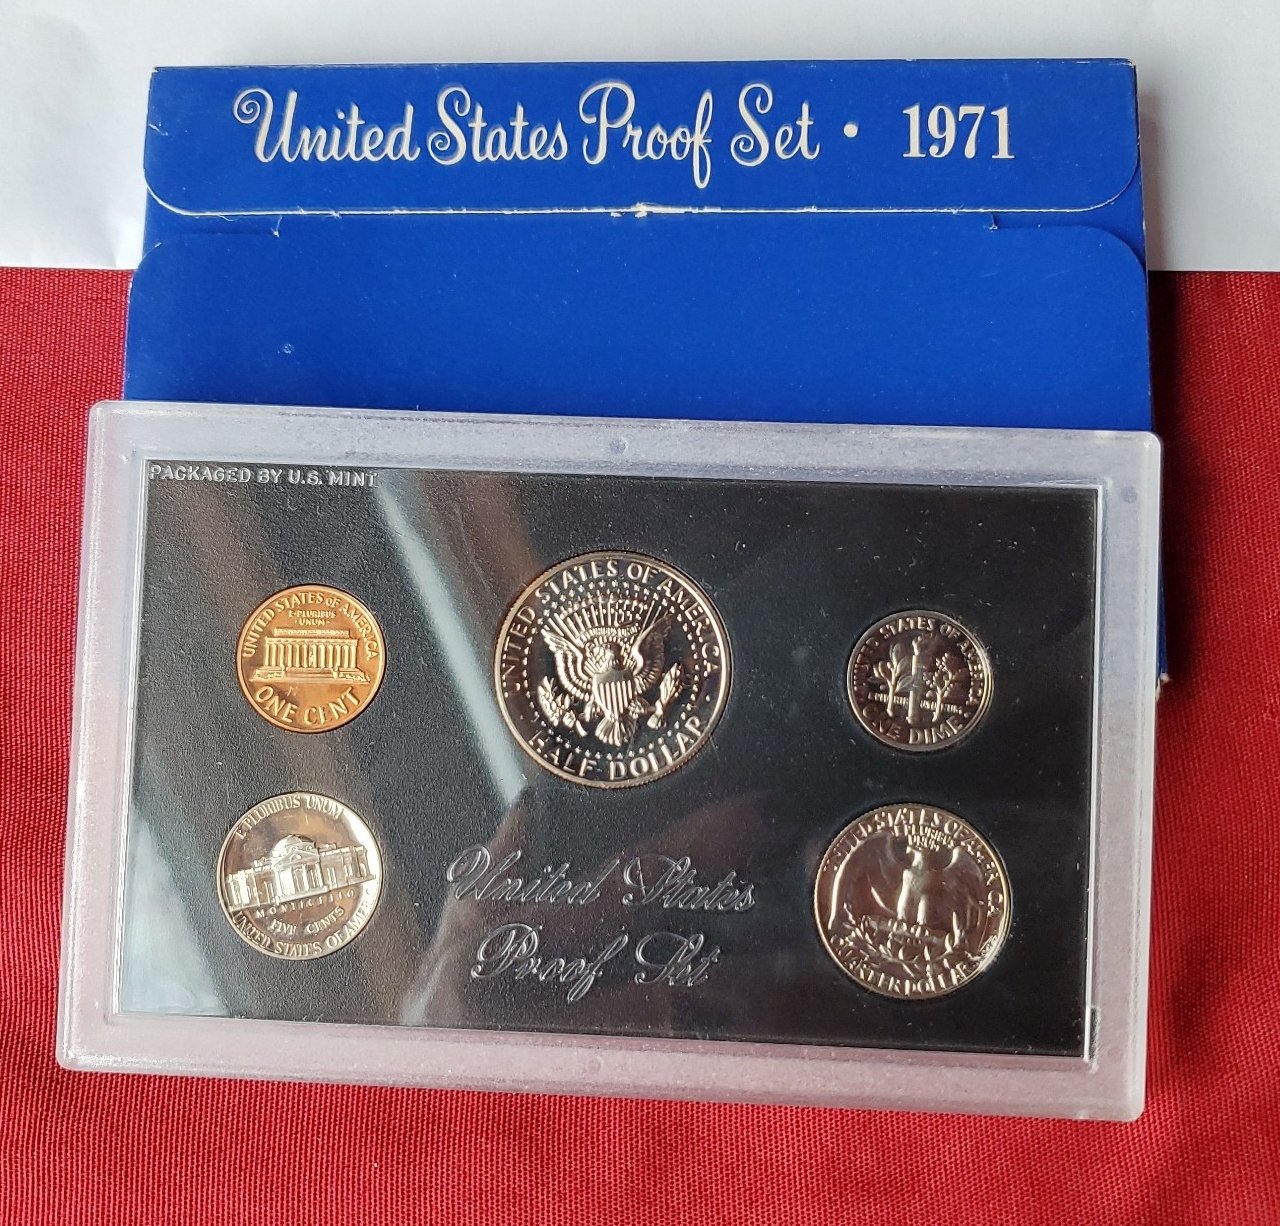 United States Proof Set • 1971
PACKAGED BY U.S. MINT
UNITED STATES OF AMERICA
E·PLURIBUS
·UNUM·
ONE CENT
UNITED STATES OF AMERICA
HALF DOLLAR
STATES OF AMERICA
ONE DIME
E PLURIBUS UNUM
MONTICELLO
FIVE CENTS
UNITED STATES OF AMERICA
United States
Proof Set
UNITED STATES OF AMERICA
E PLURIBUS
UNUM
QUARTER DOLLAR